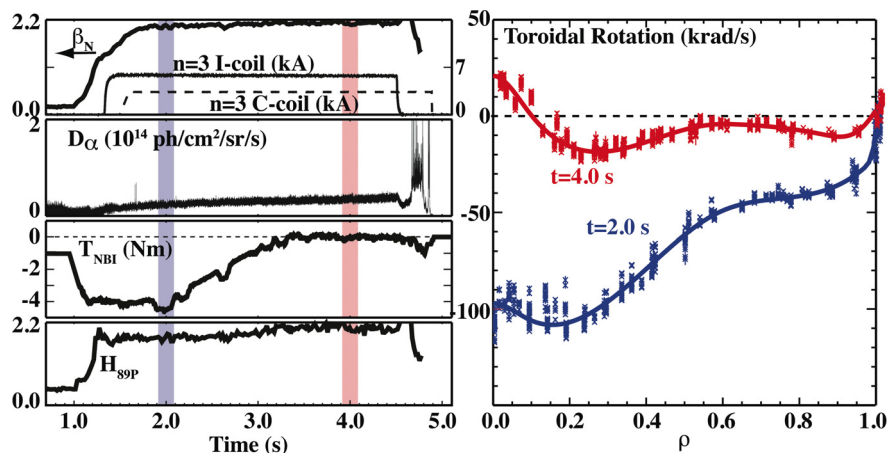 2.2
β_N
n=3 I-coil (kA)
7
n=3 C-coil (kA)
0.0
0
2
D_α (10^14 ph/cm²/sr/s)
0
0
T_NBI (Nm)
-2
-4
2.2
H_89P
0.0
1.0 2.0 3.0 4.0 5.0
Time (s)
50
Toroidal Rotation (krad/s)
0
t=4.0 s
-50
t=2.0 s
-100
0.0 0.2 0.4 0.6 0.8 1.0
ρ